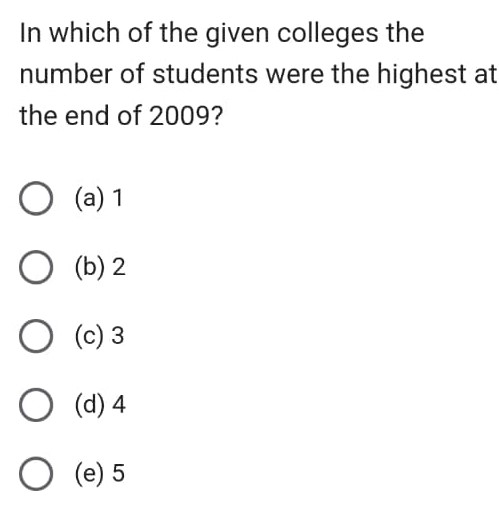 In which of the given colleges the
number of students were the highest at
the end of 2009?
(a) 1
(b) 2
(c) 3
(d) 4
(e) 5